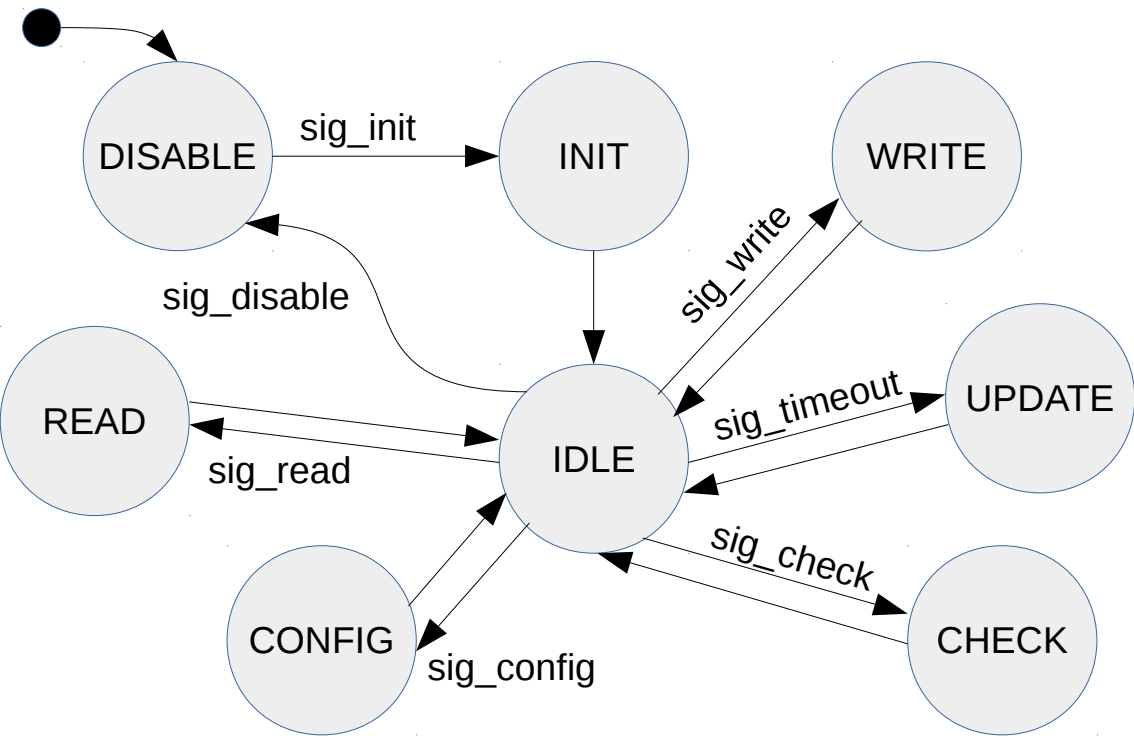 DISABLE
sig_init
INIT
WRITE
sig_write
sig_disable
READ
sig_read
IDLE
sig_timeout
UPDATE
sig_check
CONFIG
sig_config
CHECK